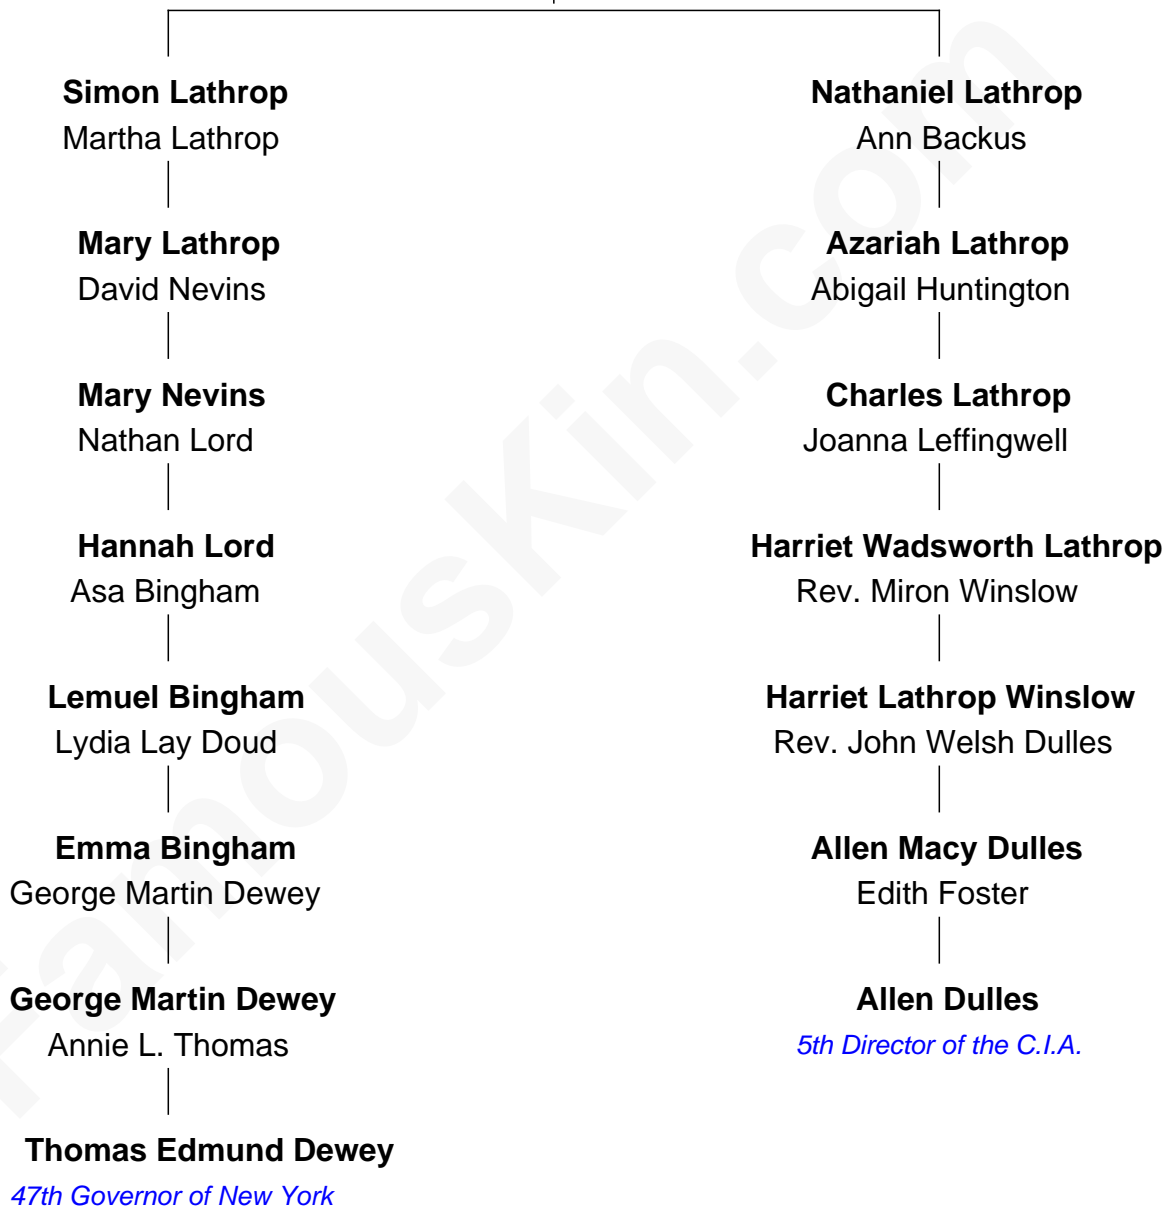 Simon Lathrop
Martha Lathrop
Mary Lathrop
David Nevins
Mary Nevins
Nathan Lord
Hannah Lord
Asa Bingham
Lemuel Bingham
Lydia Lay Doud
Emma Bingham
George Martin Dewey
George Martin Dewey
Annie L. Thomas
Thomas Edmund Dewey
47th Governor of New York
Nathaniel Lathrop
Ann Backus
Azariah Lathrop
Abigail Huntington
Charles Lathrop
Joanna Leffingwell
Harriet Wadsworth Lathrop
Rev. Miron Winslow
Harriet Lathrop Winslow
Rev. John Welsh Dulles
Allen Macy Dulles
Edith Foster
Allen Dulles
5th Director of the C.I.A.
FamousKin.com